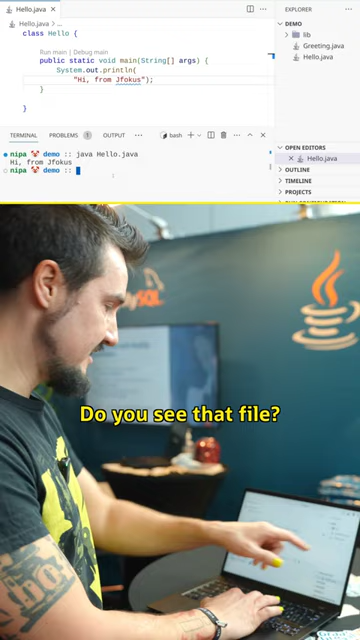 Hello.java
EXPLORER
Hello.java > ...
DEMO
lib
Greeting.java
Hello.java
class Hello {
Run main | Debug main
public static void main(String[] args) {
System.out.println(
"Hi, from Jfokus");
}
}
TERMINAL PROBLEMS 1 OUTPUT ... bash
nipa 🤡 demo :: java Hello.java
Hi, from Jfokus
nipa 🤡 demo ::
OPEN EDITORS
Hello.java
OUTLINE
TIMELINE
PROJECTS
Do you see that file?